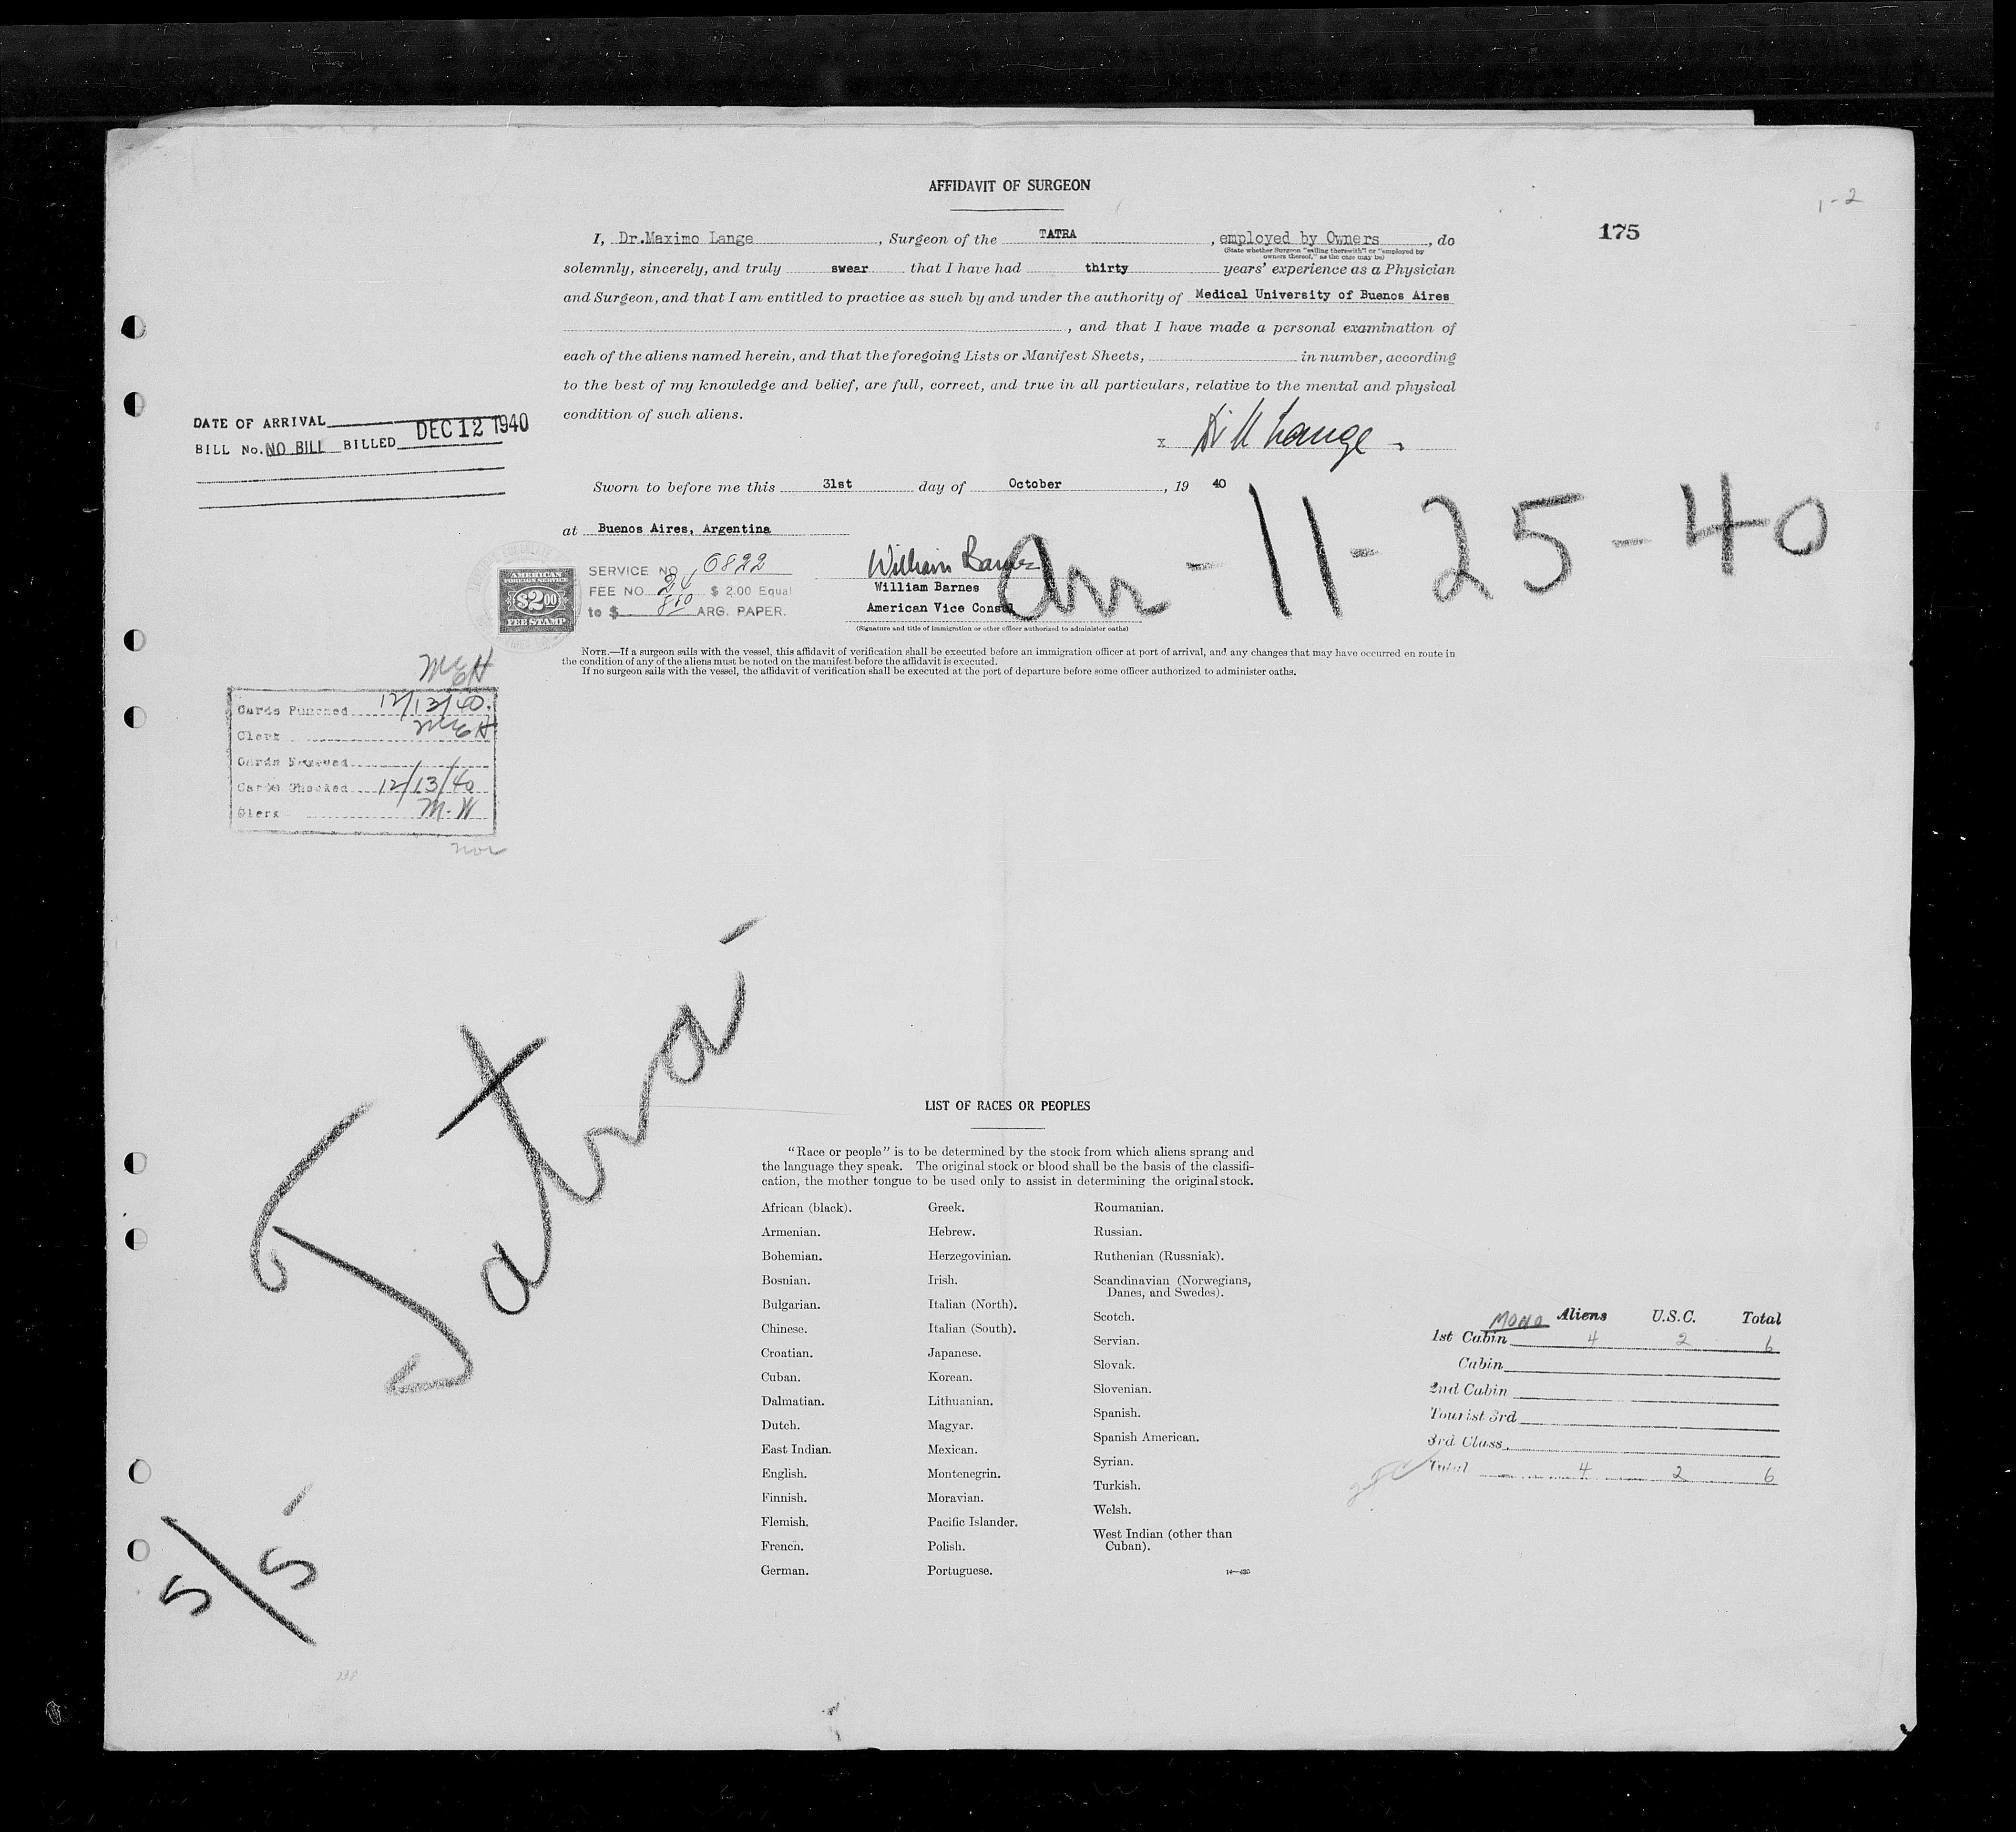 1-2
AFFIDAVIT OF SURGEON
175
I, Dr.Maximo Lange, Surgeon of the TATRA, employed by Owners, do
(State whether Surgeon "sailing therewith" or "employed by
owners thereof," as the case may be)
solemnly, sincerely, and truly swear that I have had thirty years' experience as a Physician
and Surgeon, and that I am entitled to practice as such by and under the authority of Medical University of Buenos Aires
, and that I have made a personal examination of
each of the aliens named herein, and that the foregoing Lists or Manifest Sheets, in number, according
to the best of my knowledge and belief, are full, correct, and true in all particulars, relative to the mental and physical
condition of such aliens.
DATE OF ARRIVAL DEC 12 1940
BILL No. NO BILL BILLED
x Dr M Lange
Sworn to before me this 31st day of October, 19 40
at Buenos Aires, Argentina
Arr - 11-25-40
AMERICAN
FOREIGN SERVICE
$2.00
FEE STAMP
SERVICE NO. 6822
FEE NO. $ 2.00 Equal
to $ ARG. PAPER.
William Barnes
William Barnes
American Vice Consul
(Signature and title of immigration or other officer authorized to administer oaths)
NOTE.—If a surgeon sails with the vessel, this affidavit of verification shall be executed before an immigration officer at port of arrival, and any changes that may have occurred en route in
the condition of any of the aliens must be noted on the manifest before the affidavit is executed.
If no surgeon sails with the vessel, the affidavit of verification shall be executed at the port of departure before some officer authorized to administer oaths.
MEH
Cards Punched 12/13/40.
Clerk MEH
Cards
Cards Checked 12/13/40
Clerk M.W
Tatra
LIST OF RACES OR PEOPLES
"Race or people" is to be determined by the stock from which aliens sprang and
the language they speak. The original stock or blood shall be the basis of the classifi-
cation, the mother tongue to be used only to assist in determining the original stock.
African (black).
Armenian.
Bohemian.
Bosnian.
Bulgarian.
Chinese.
Croatian.
Cuban.
Dalmatian.
Dutch.
East Indian.
English.
Finnish.
Flemish.
French.
German.
Greek.
Hebrew.
Herzegovinian.
Irish.
Italian (North).
Italian (South).
Japanese.
Korean.
Lithuanian.
Magyar.
Mexican.
Montenegrin.
Moravian.
Pacific Islander.
Polish.
Portuguese.
Roumanian.
Russian.
Ruthenian (Russniak).
Scandinavian (Norwegians,
Danes, and Swedes).
Scotch.
Servian.
Slovak.
Slovenian.
Spanish.
Spanish American.
Syrian.
Turkish.
Welsh.
West Indian (other than
Cuban).
Aliens U.S.C. Total
1st Cabin 4 2 6
Cabin
2nd Cabin
Tourist 3rd
3rd Class
Total 4 2 6
5/5